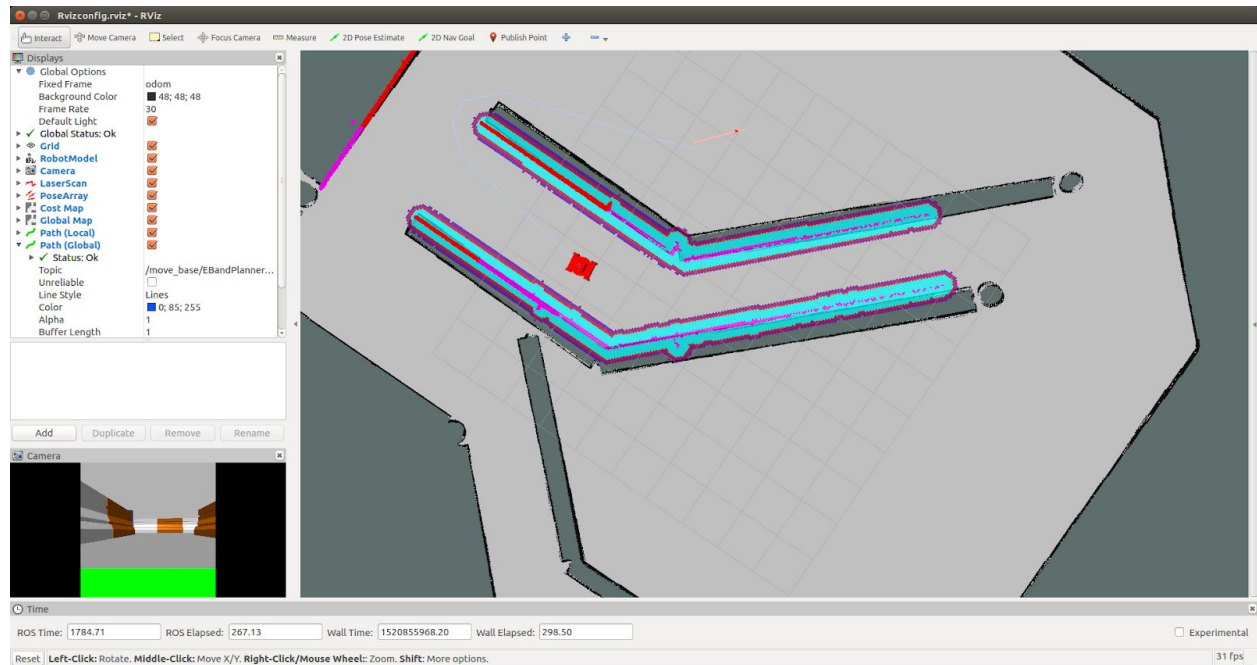 Rvizconfig.rviz* - RViz
Interact Move Camera Select Focus Camera Measure 2D Pose Estimate 2D Nav Goal Publish Point
Displays
Global Options
Fixed Frame odom
Background Color 48; 48; 48
Frame Rate 30
Default Light
Global Status: Ok
Grid
RobotModel
Camera
LaserScan
PoseArray
Cost Map
Global Map
Path (Local)
Path (Global)
Status: Ok
Topic /move_base/EBandPlanner...
Unreliable
Line Style Lines
Color 0; 85; 255
Alpha 1
Buffer Length 1
Add Duplicate Remove Rename
Camera
Time
ROS Time: 1784.71 ROS Elapsed: 267.13 Wall Time: 1520855968.20 Wall Elapsed: 298.50 Experimental
Reset Left-Click: Rotate. Middle-Click: Move X/Y. Right-Click/Mouse Wheel:: Zoom. Shift: More options. 31 fps